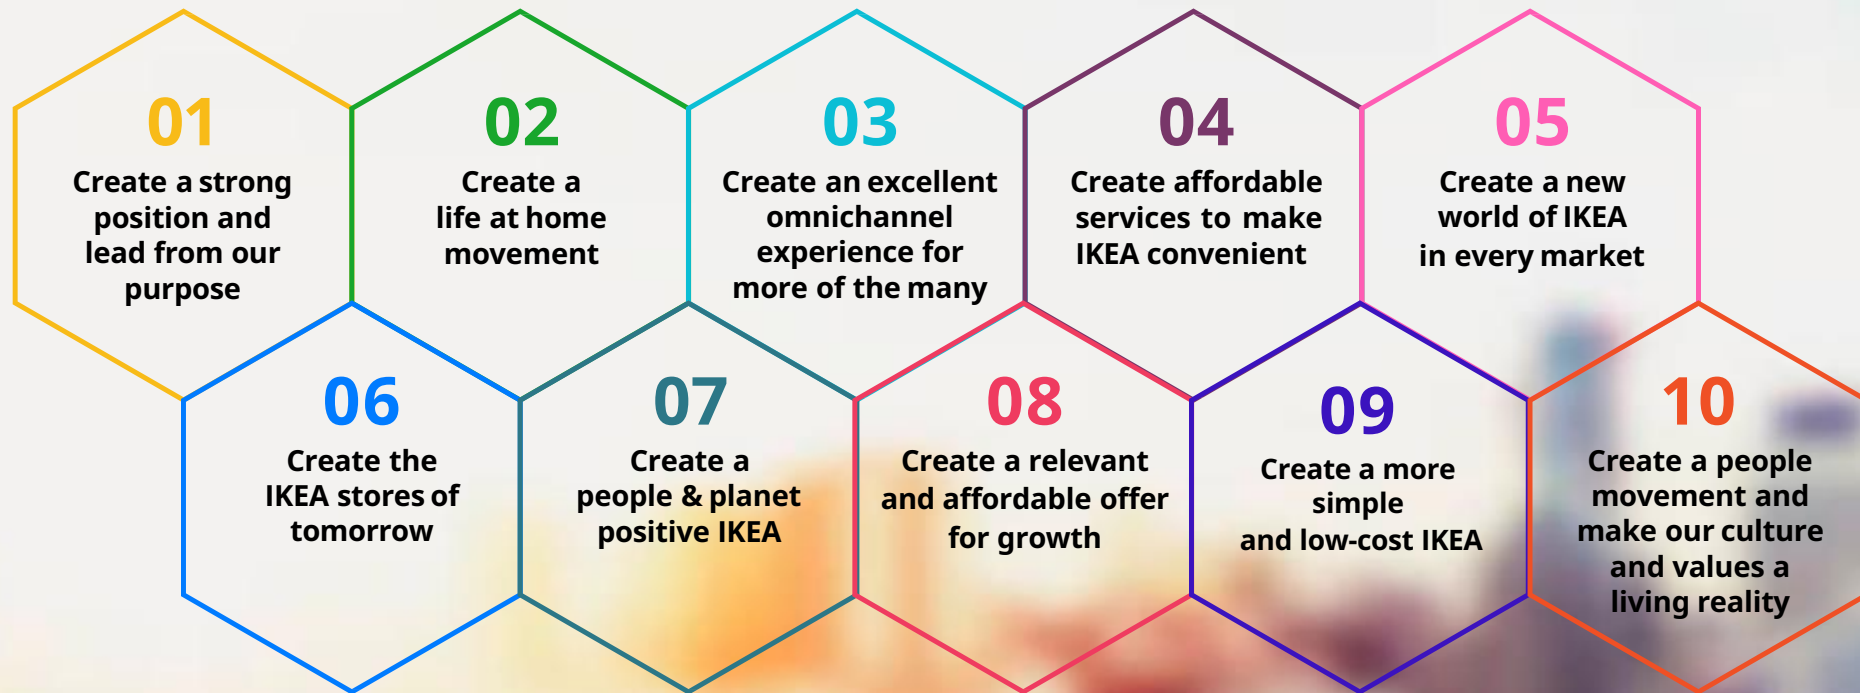 01
Create a strong
position and
lead from our
purpose
02
Create a
life at home
movement
03
Create an excellent
omnichannel
experience for
more of the many
04
Create affordable
services to make
IKEA convenient
05
Create a new
world of IKEA
in every market
06
Create the
IKEA stores of
tomorrow
07
Create a
people & planet
positive IKEA
08
Create a relevant
and affordable offer
for growth
09
Create a more
simple
and low-cost IKEA
10
Create a people
movement and
make our culture
and values a
living reality